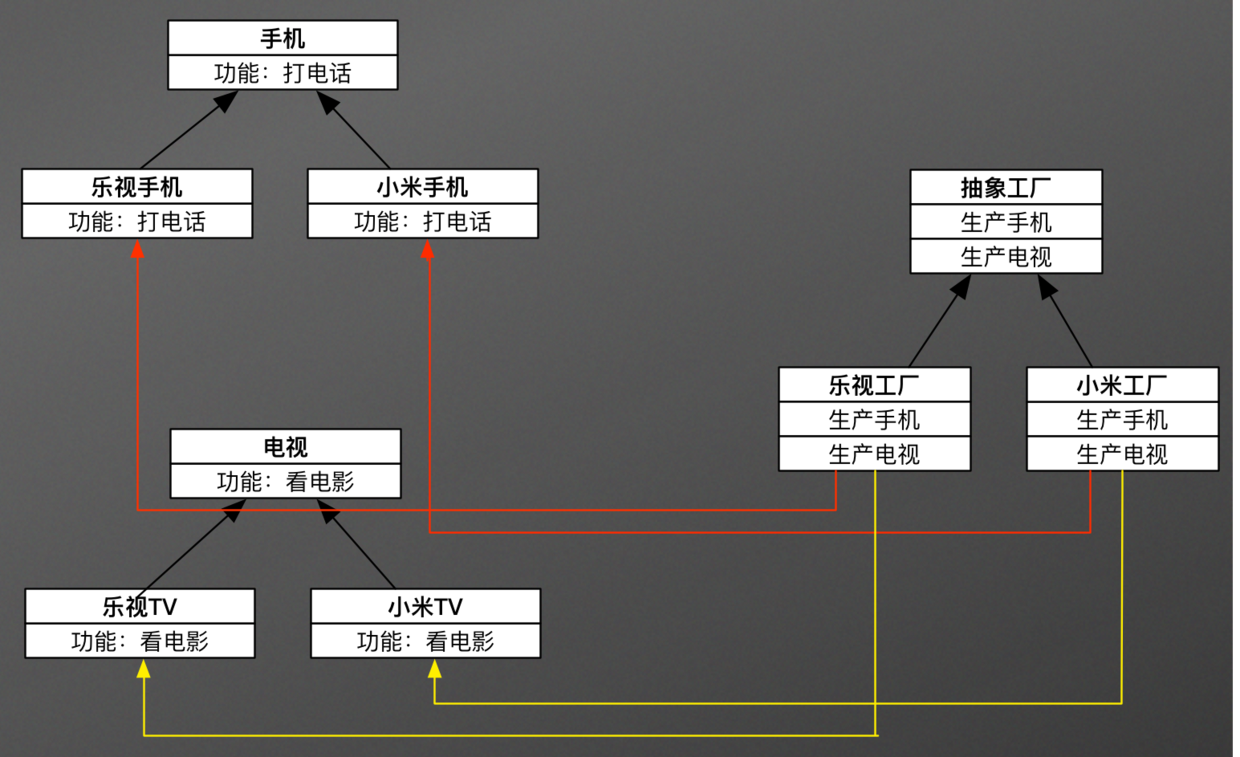 手机
功能：打电话
乐视手机
功能：打电话
小米手机
功能：打电话
抽象工厂
生产手机
生产电视
乐视工厂
生产手机
生产电视
小米工厂
生产手机
生产电视
电视
功能：看电影
乐视TV
功能：看电影
小米TV
功能：看电影